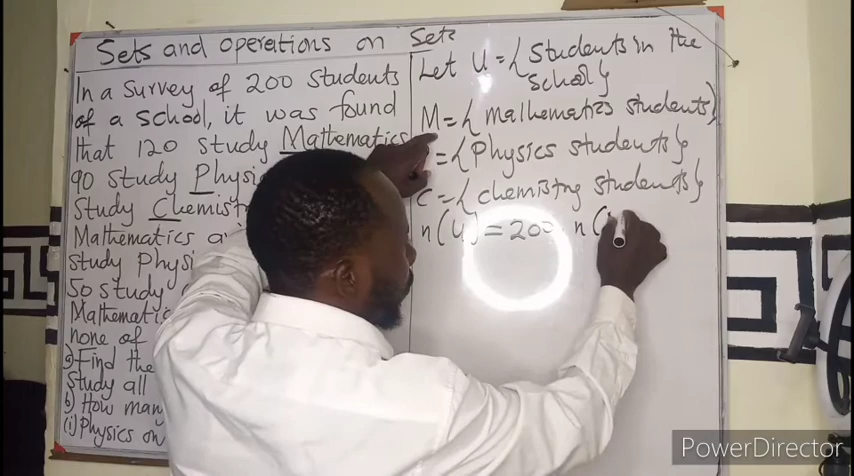 Sets and operations on Sets
In a survey of 200 students
of a school, it was found
that 120 study Mathematics
90 study Physi
Study Chemist
Mathematics a
study Physi
50 study
Mathematic
none of
a) Find the
study all
b) How many
(i) Physics on
Let U = { Students in the
school}
M = { mathematics students}
= { Physics students}
C = { chemistry students}
n(U) = 200 n(
PowerDirector